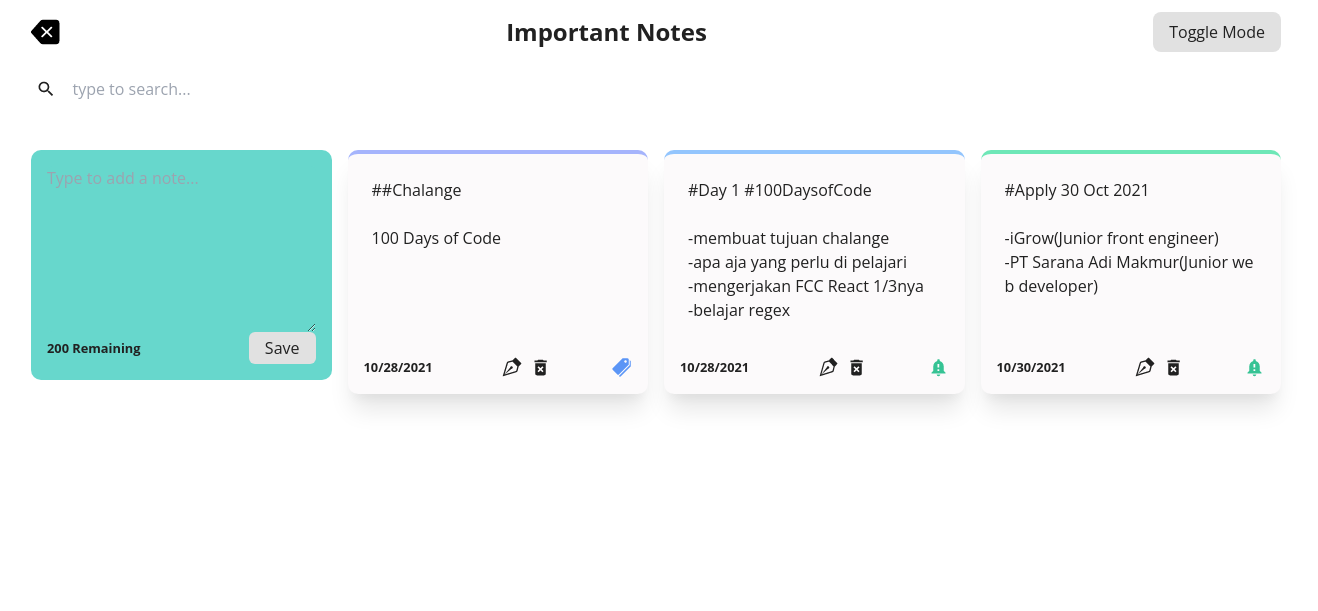 Important Notes
Toggle Mode
type to search...
Type to add a note...
200 Remaining
Save
##Chalange
100 Days of Code
10/28/2021
#Day 1 #100DaysofCode
-membuat tujuan chalange
-apa aja yang perlu di pelajari
-mengerjakan FCC React 1/3nya
-belajar regex
10/28/2021
#Apply 30 Oct 2021
-iGrow(Junior front engineer)
-PT Sarana Adi Makmur(Junior we
b developer)
10/30/2021